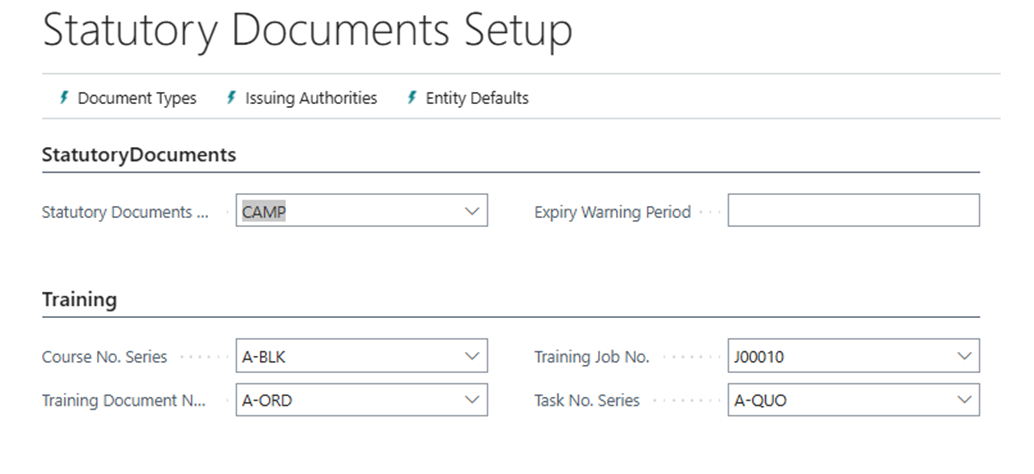 Statutory Documents Setup
Document Types Issuing Authorities Entity Defaults
StatutoryDocuments
Statutory Documents ... CAMP Expiry Warning Period
Training
Course No. Series A-BLK Training Job No. J00010
Training Document N... A-ORD Task No. Series A-QUO